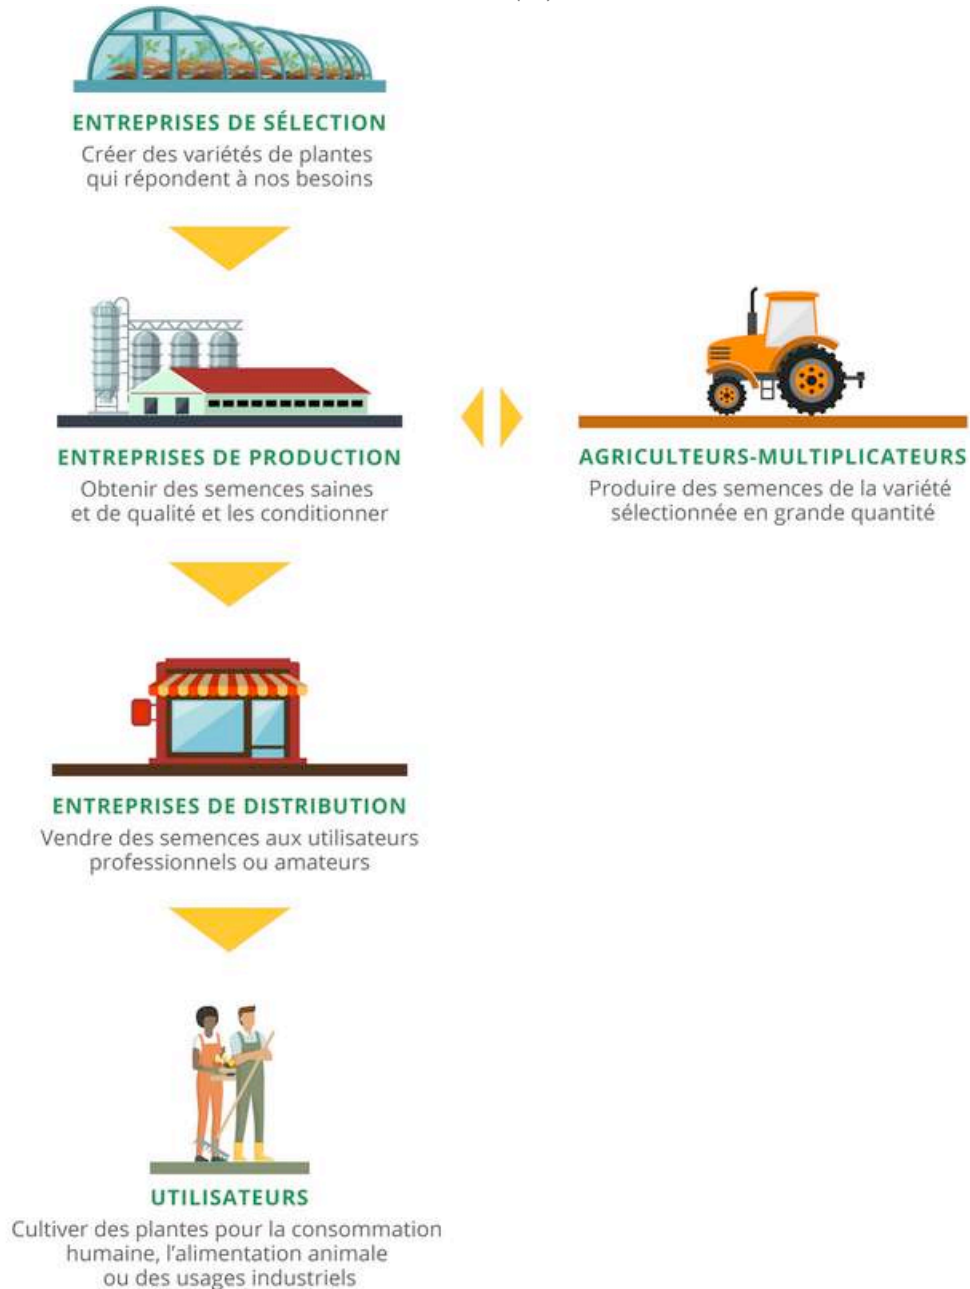 ENTREPRISES DE SÉLECTION
Créer des variétés de plantes
qui répondent à nos besoins
ENTREPRISES DE PRODUCTION
Obtenir des semences saines
et de qualité et les conditionner
AGRICULTEURS-MULTIPLICATEURS
Produire des semences de la variété
sélectionnée en grande quantité
ENTREPRISES DE DISTRIBUTION
Vendre des semences aux utilisateurs
professionnels ou amateurs
UTILISATEURS
Cultiver des plantes pour la consommation
humaine, l’alimentation animale
ou des usages industriels